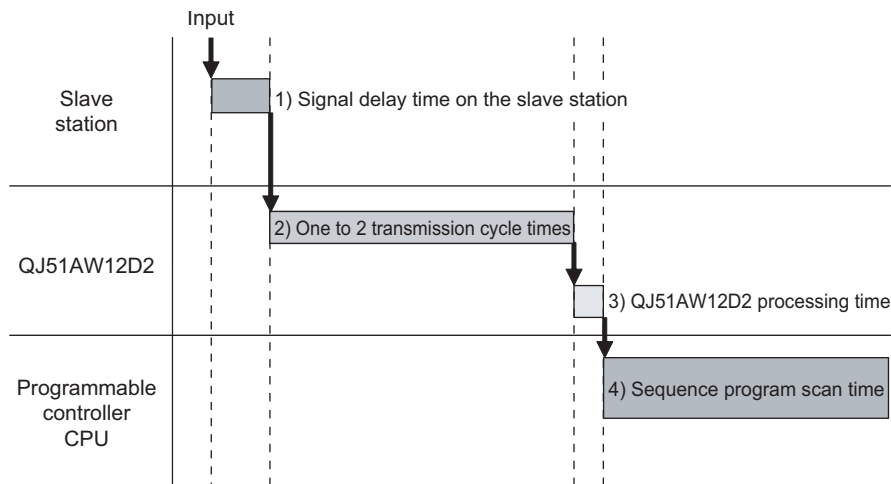 Input
Slave
station
1) Signal delay time on the slave station
QJ51AW12D2
2) One to 2 transmission cycle times
3) QJ51AW12D2 processing time
Programmable
controller
CPU
4) Sequence program scan time